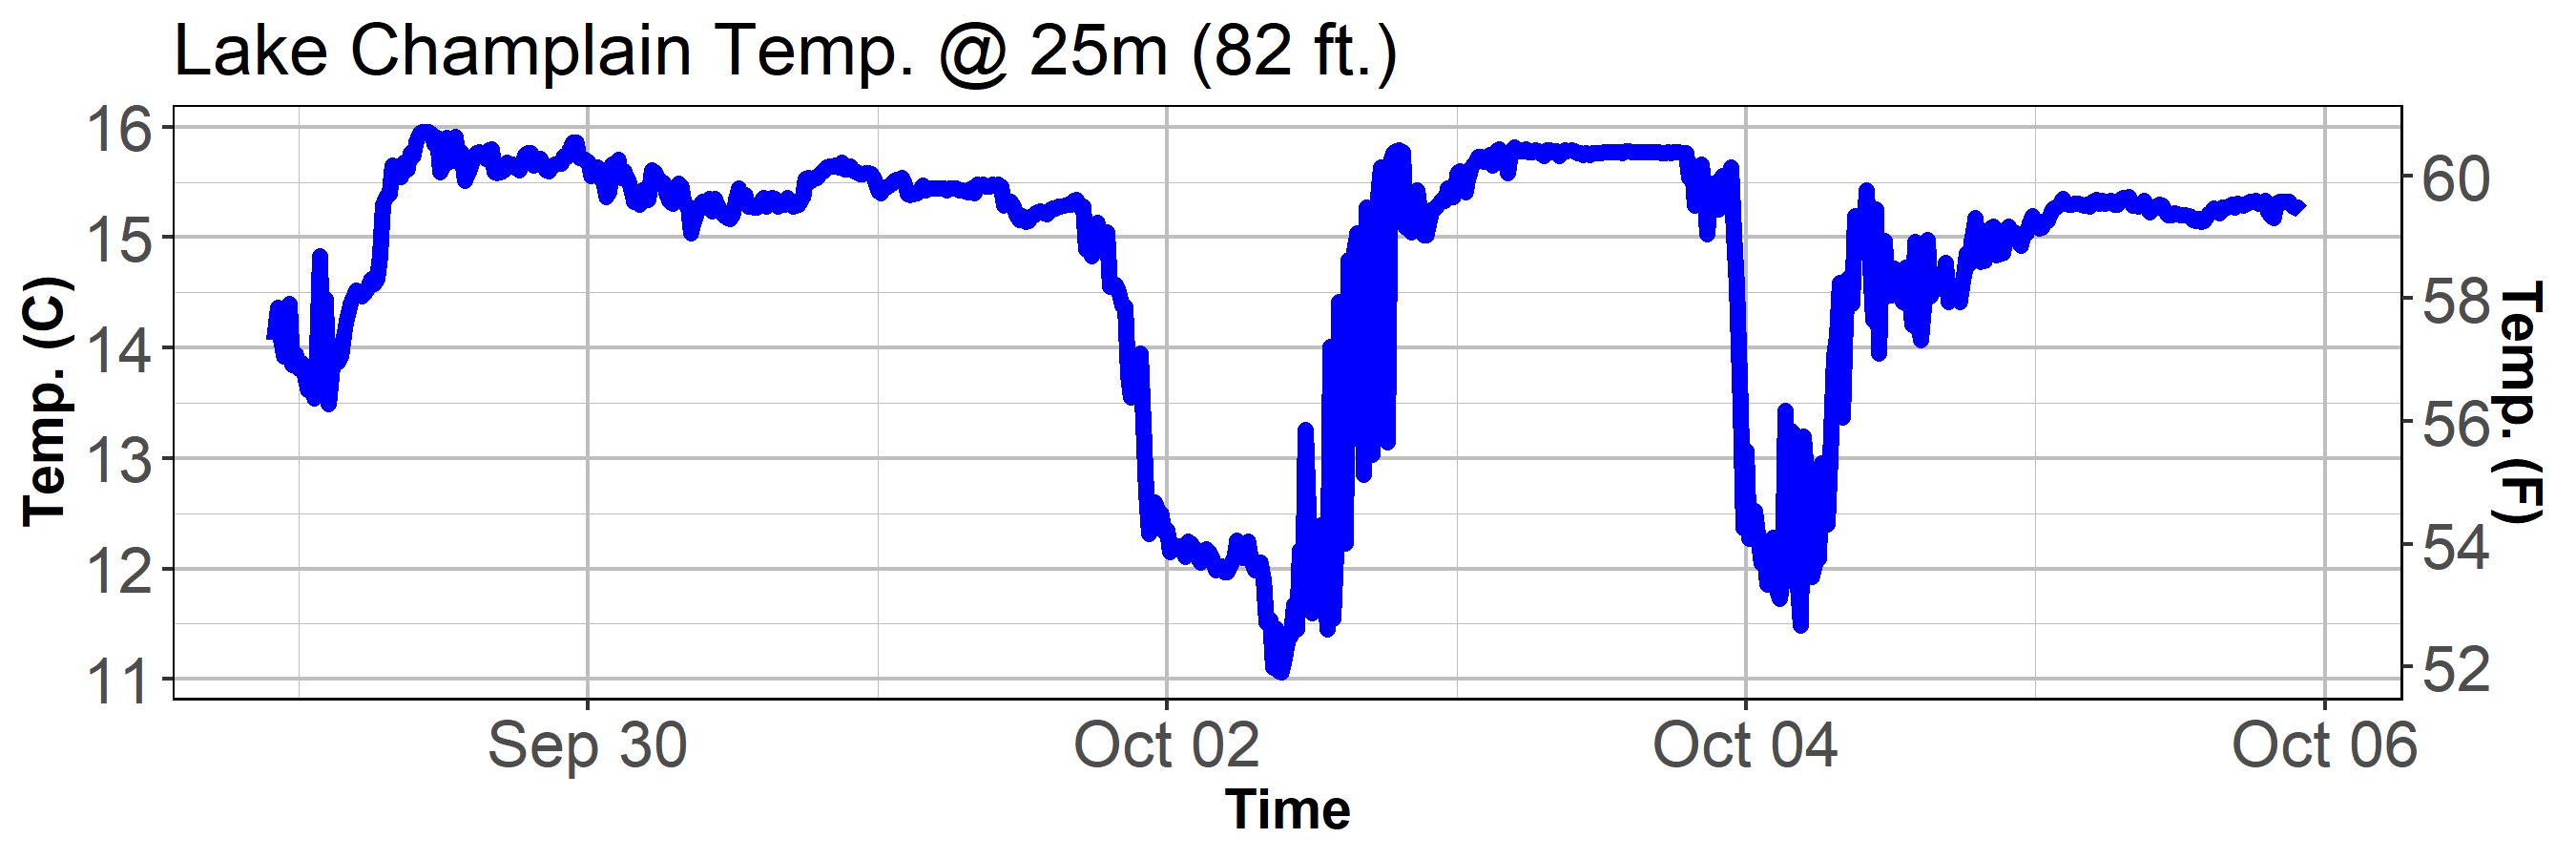 Lake Champlain Temp. @ 25m (82 ft.)
Temp. (C)
16
15
14
13
12
11
60
58
56
54
52
Temp. (F)
Sep 30
Oct 02
Oct 04
Oct 06
Time